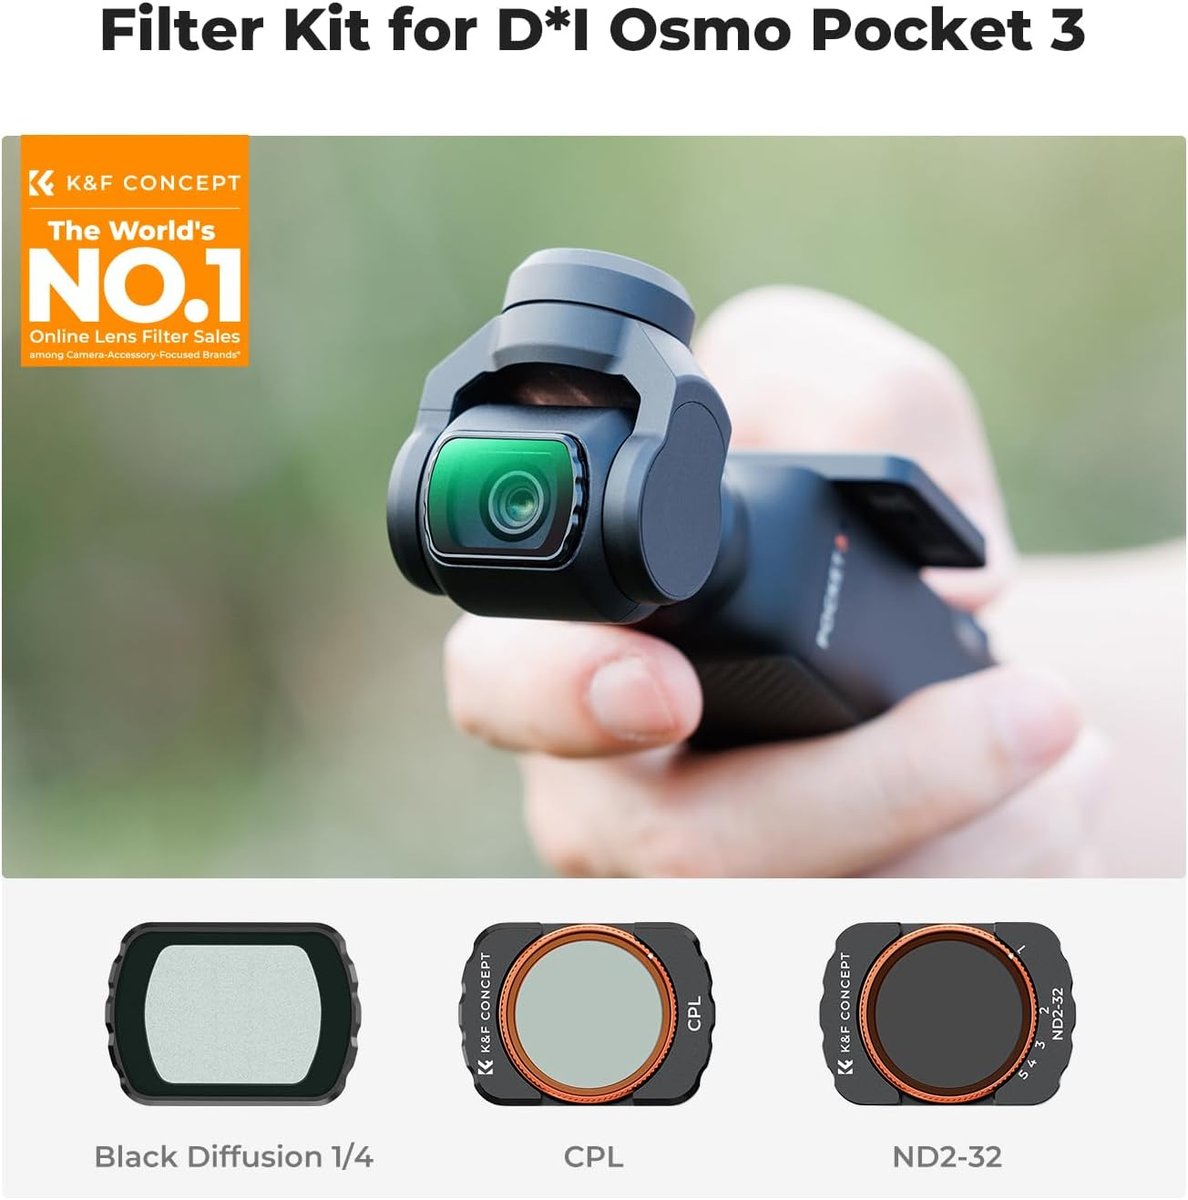 Filter Kit for D*I Osmo Pocket 3
K&F CONCEPT
The World's
NO.1
Online Lens Filter Sales
among Camera-Accessory-Focused Brands*
POCKET 3
K&F CONCEPT
CPL
K&F CONCEPT
1
2
3
4
5
ND2-32
Black Diffusion 1/4
CPL
ND2-32